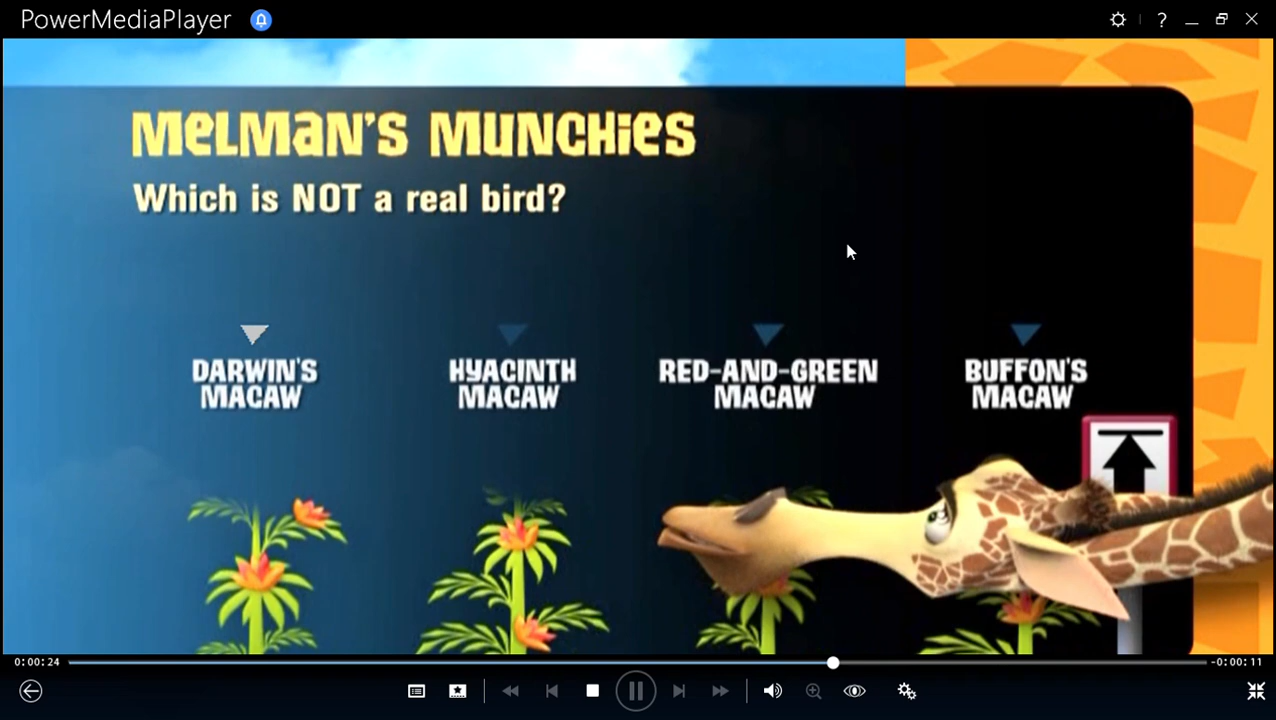 PowerMediaPlayer
MELMAN'S MUNCHIES
Which is NOT a real bird?
DARWIN'S
MACAW
HYACINTH
MACAW
RED-AND-GREEN
MACAW
BUFFON'S
MACAW
0:00:24
-0:00:11